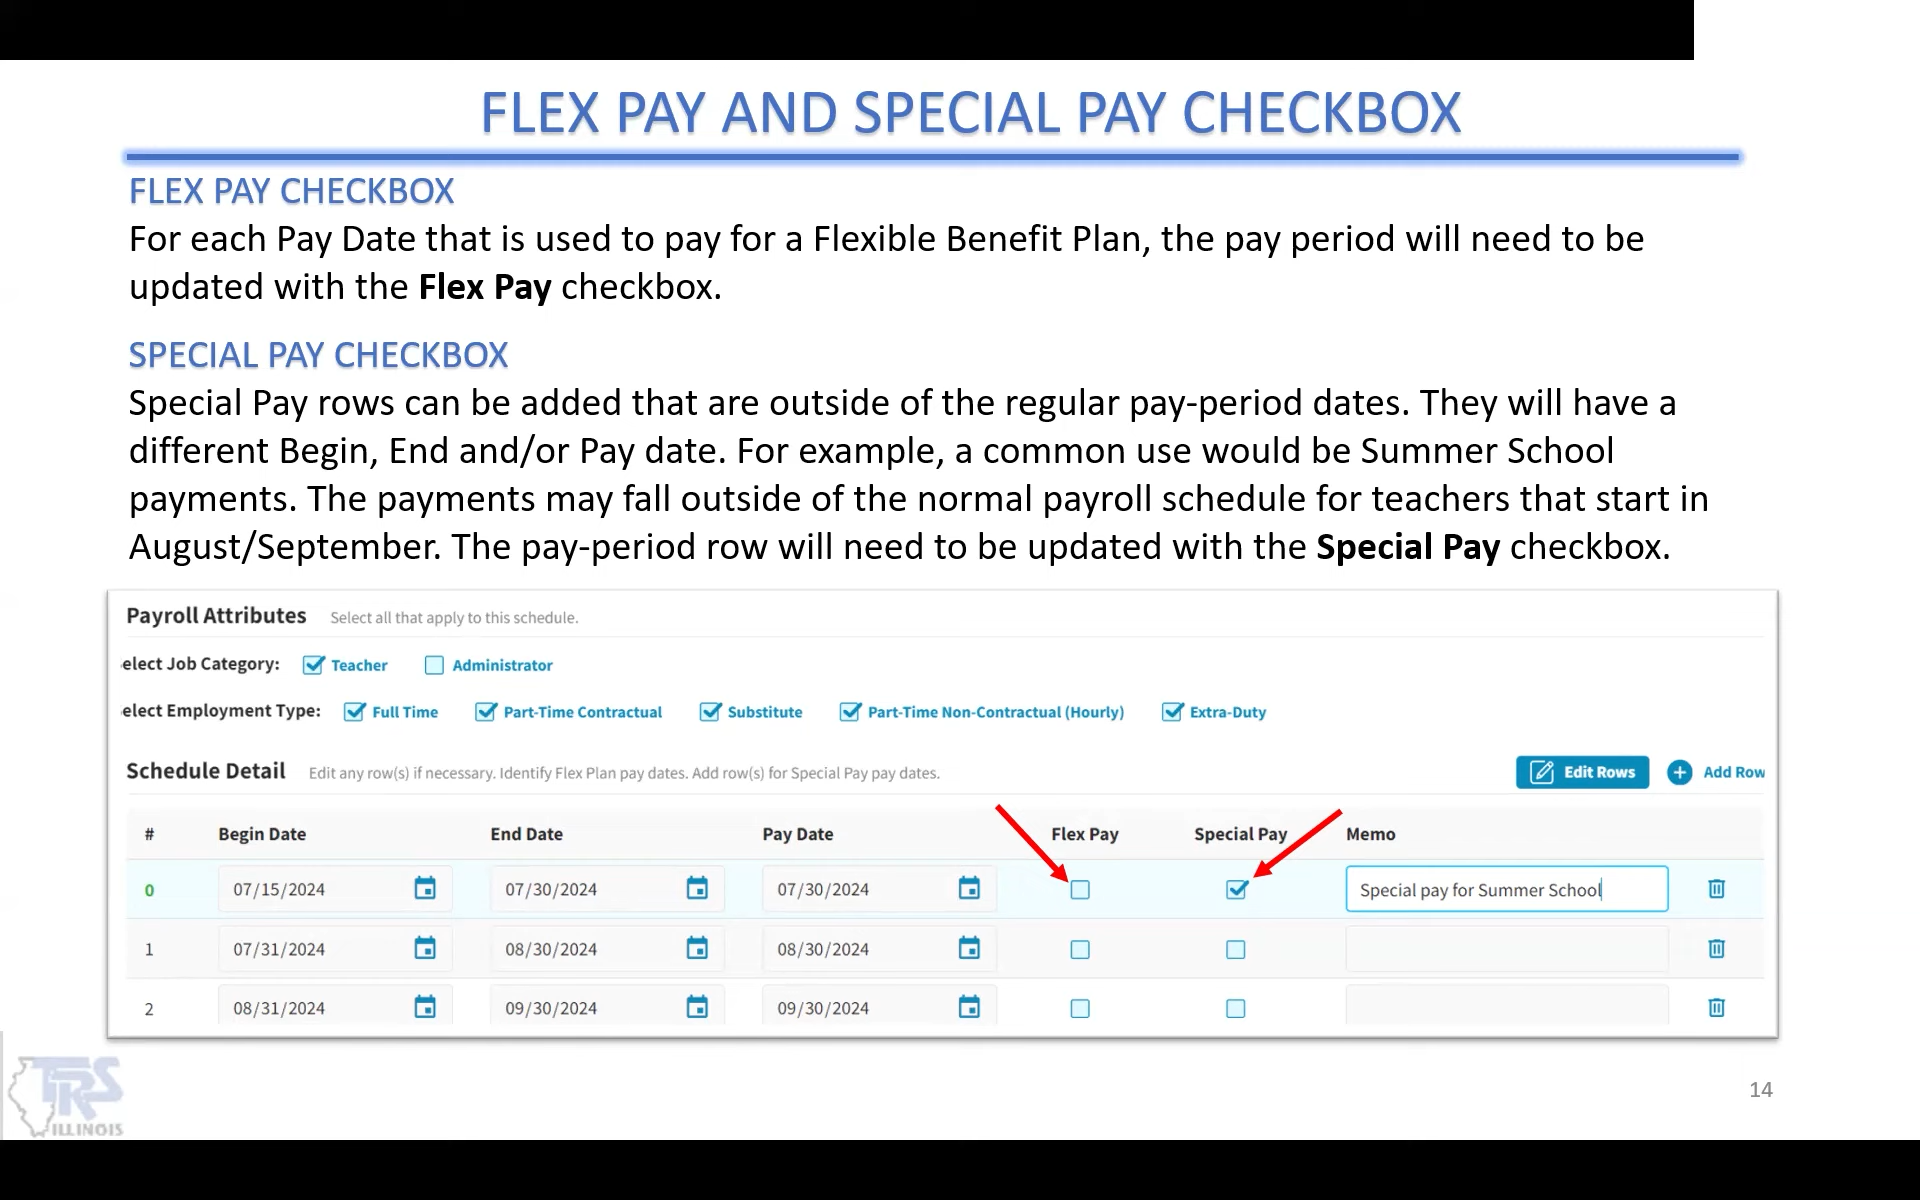 FLEX PAY AND SPECIAL PAY CHECKBOX
FLEX PAY CHECKBOX
For each Pay Date that is used to pay for a Flexible Benefit Plan, the pay period will need to be
updated with the Flex Pay checkbox.
SPECIAL PAY CHECKBOX
Special Pay rows can be added that are outside of the regular pay-period dates. They will have a
different Begin, End and/or Pay date. For example, a common use would be Summer School
payments. The payments may fall outside of the normal payroll schedule for teachers that start in
August/September. The pay-period row will need to be updated with the Special Pay checkbox.
Payroll Attributes Select all that apply to this schedule.
elect Job Category: Teacher Administrator
elect Employment Type: Full Time Part-Time Contractual Substitute Part-Time Non-Contractual (Hourly) Extra-Duty
Schedule Detail Edit any row(s) if necessary. Identify Flex Plan pay dates. Add row(s) for Special Pay pay dates. Edit Rows Add Row
# Begin Date End Date Pay Date Flex Pay Special Pay Memo
0 07/15/2024 07/30/2024 07/30/2024 Special pay for Summer School
1 07/31/2024 08/30/2024 08/30/2024
2 08/31/2024 09/30/2024 09/30/2024
TRS
ILLINOIS
14